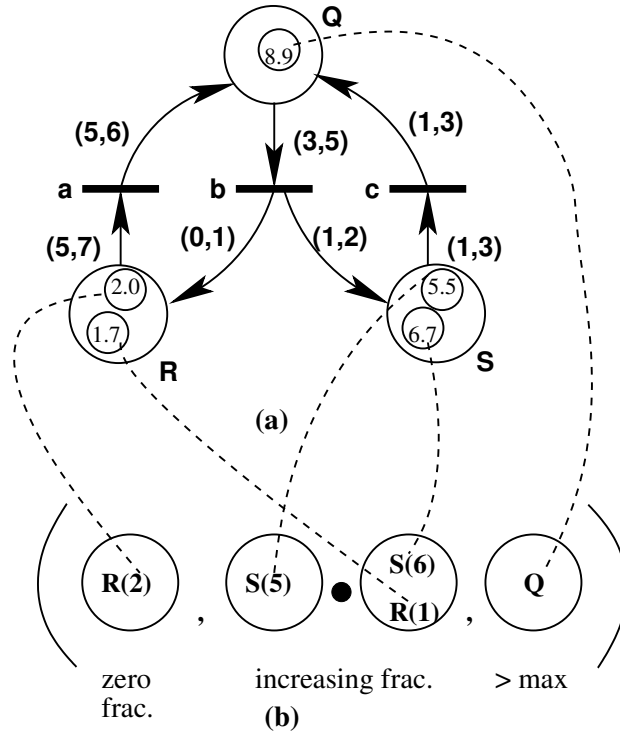 Q
8.9
(5,6)
(3,5)
(1,3)
a
b
c
(5,7)
(0,1)
(1,2)
(1,3)
2.0
1.7
5.5
6.7
R
S
(a)
R(2) , S(5) ● S(6) R(1) , Q
zero frac.
increasing frac.
> max
(b)